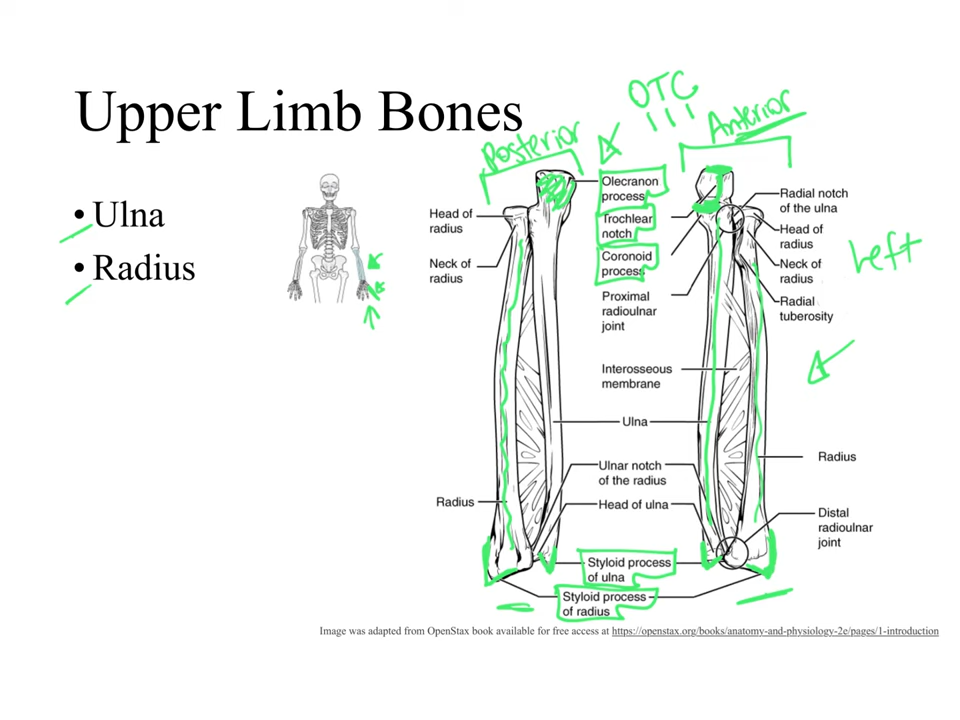 Upper Limb Bones
• Ulna
• Radius
OTC
Posterior
Anterior
Left
Olecranon
process
Trochlear
notch
Coronoid
process
Proximal
radioulnar
joint
Interosseous
membrane
Ulna
Ulnar notch
of the radius
Head of ulna
Styloid process
of ulna
Styloid process
of radius
Head of
radius
Neck of
radius
Radius
Radial notch
of the ulna
Head of
radius
Neck of
radius
Radial
tuberosity
Radius
Distal
radioulnar
joint
Image was adapted from OpenStax book available for free access at https://openstax.org/books/anatomy-and-physiology-2e/pages/1-introduction